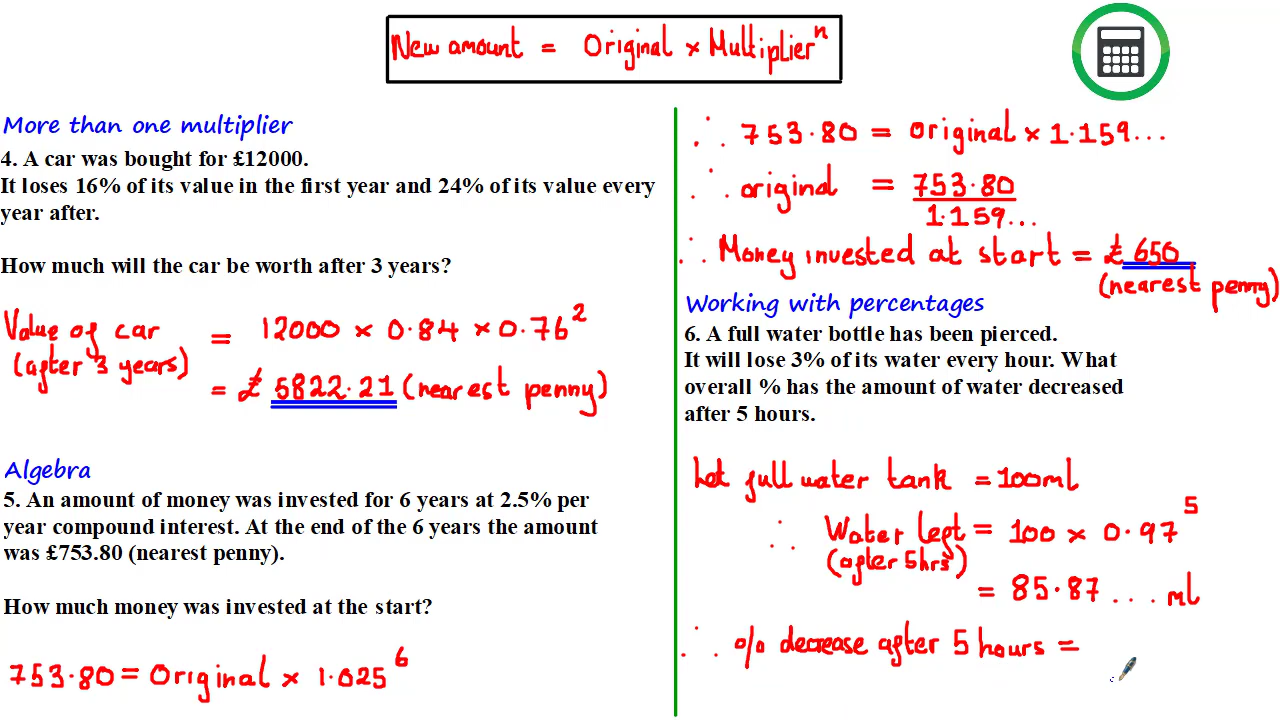 New amount = Original × Multiplierⁿ
More than one multiplier
4. A car was bought for £12000.
It loses 16% of its value in the first year and 24% of its value every
year after.
How much will the car be worth after 3 years?
Value of car = 12000 × 0.84 × 0.76²
(after 3 years)
= £ 5822.21 (nearest penny)
Algebra
5. An amount of money was invested for 6 years at 2.5% per
year compound interest. At the end of the 6 years the amount
was £753.80 (nearest penny).
How much money was invested at the start?
753.80 = Original × 1.025⁶
∴ 753.80 = Original × 1.159...
∴ original = 753.80
1.159...
∴ Money invested at start = £650
(nearest penny)
Working with percentages
6. A full water bottle has been pierced.
It will lose 3% of its water every hour. What
overall % has the amount of water decreased
after 5 hours.
Let full water tank = 100ml
∴ Water left = 100 × 0.97⁵
(after 5hrs)
= 85.87... ml
∴ % decrease after 5 hours =